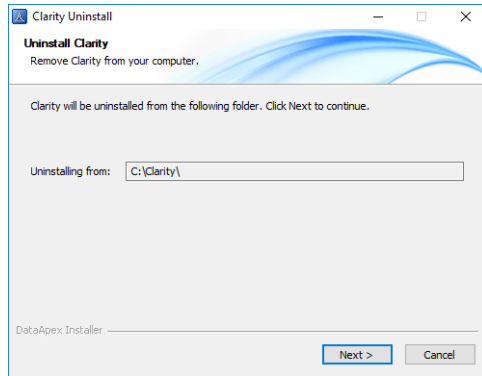 Clarity Uninstall
Uninstall Clarity
Remove Clarity from your computer.
Clarity will be uninstalled from the following folder. Click Next to continue.
Uninstalling from: C:\Clarity\
DataApex Installer
Next > Cancel